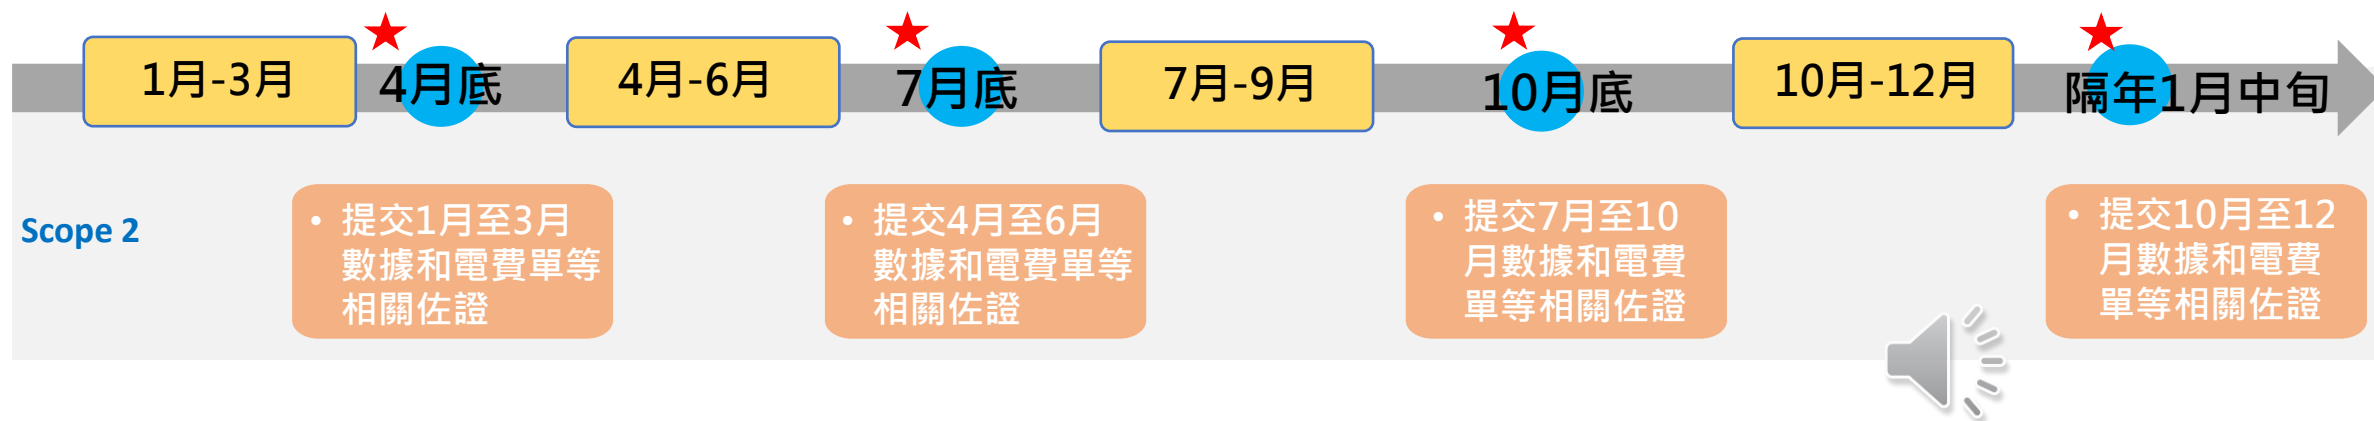 1月-3月
4月底
4月-6月
7月底
7月-9月
10月底
10月-12月
隔年1月中旬
Scope 2
• 提交1月至3月
數據和電費單等
相關佐證
• 提交4月至6月
數據和電費單等
相關佐證
• 提交7月至10
月數據和電費
單等相關佐證
• 提交10月至12
月數據和電費
單等相關佐證